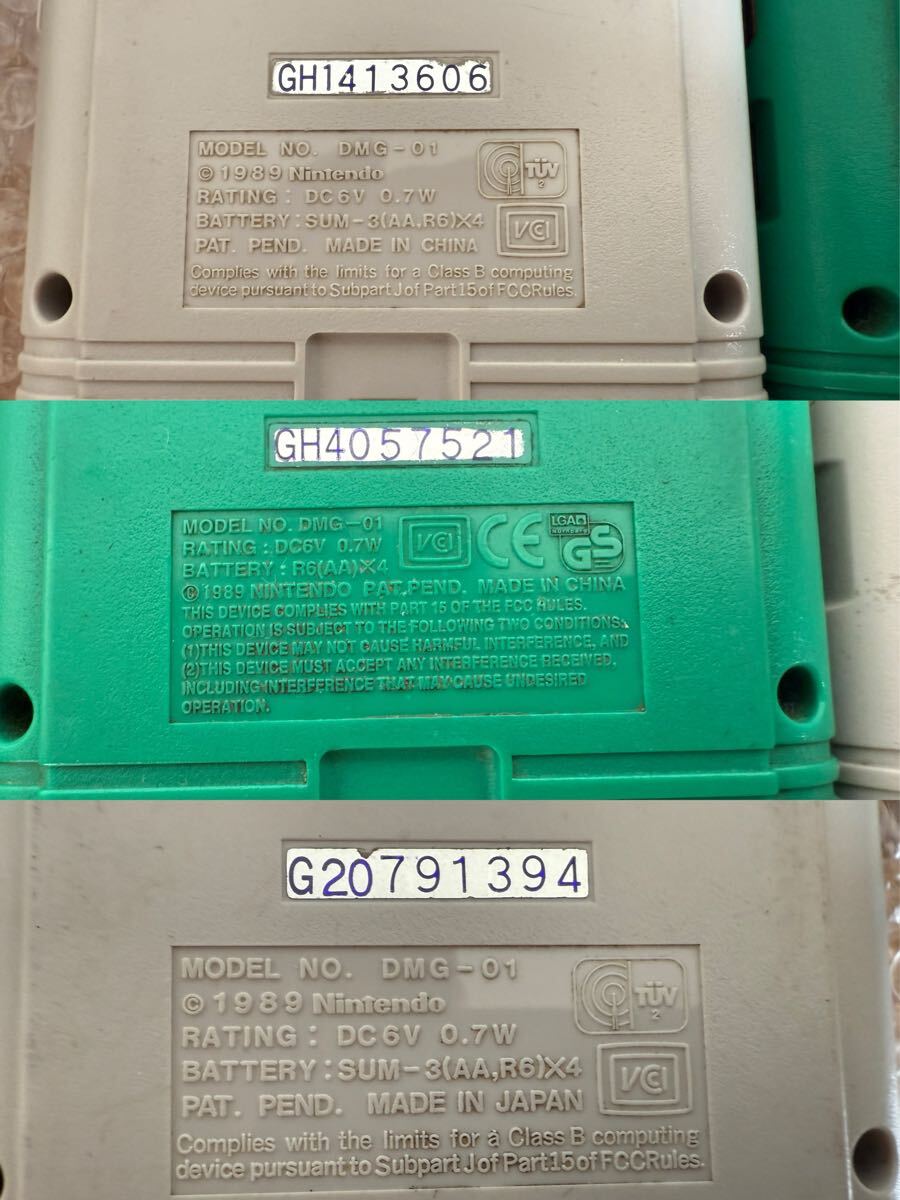 GH1413606
MODEL NO. DMG-01
© 1989 Nintendo
TÜV
2
RATING : DC6V 0.7W
BATTERY : SUM-3(AA,R6)X4
VCI
PAT. PEND. MADE IN CHINA
Complies with the limits for a Class B computing
device pursuant to Subpart J of Part 15 of FCC Rules.
GH4057521
MODEL NO. DMG-01
VCI
CE
LGA
NÜRNBERG
GS
RATING : DC6V 0.7W
BATTERY : R6(AA)X4
© 1989 NINTENDO PAT. PEND. MADE IN CHINA
THIS DEVICE COMPLIES WITH PART 15 OF THE FCC RULES.
OPERATION IS SUBJECT TO THE FOLLOWING TWO CONDITIONS.
(1)THIS DEVICE MAY NOT CAUSE HARMFUL INTERFERENCE, AND
(2)THIS DEVICE MUST ACCEPT ANY INTERFERENCE RECEIVED.
INCLUDING INTERFERENCE THAT MAY CAUSE UNDESIRED
OPERATION.
G20791394
MODEL NO. DMG-01
© 1989 Nintendo
TÜV
2
RATING : DC6V 0.7W
BATTERY : SUM-3(AA,R6)X4
VCI
PAT. PEND. MADE IN JAPAN
Complies with the limits for a Class B computing
device pursuant to Subpart J of Part 15 of FCC Rules.